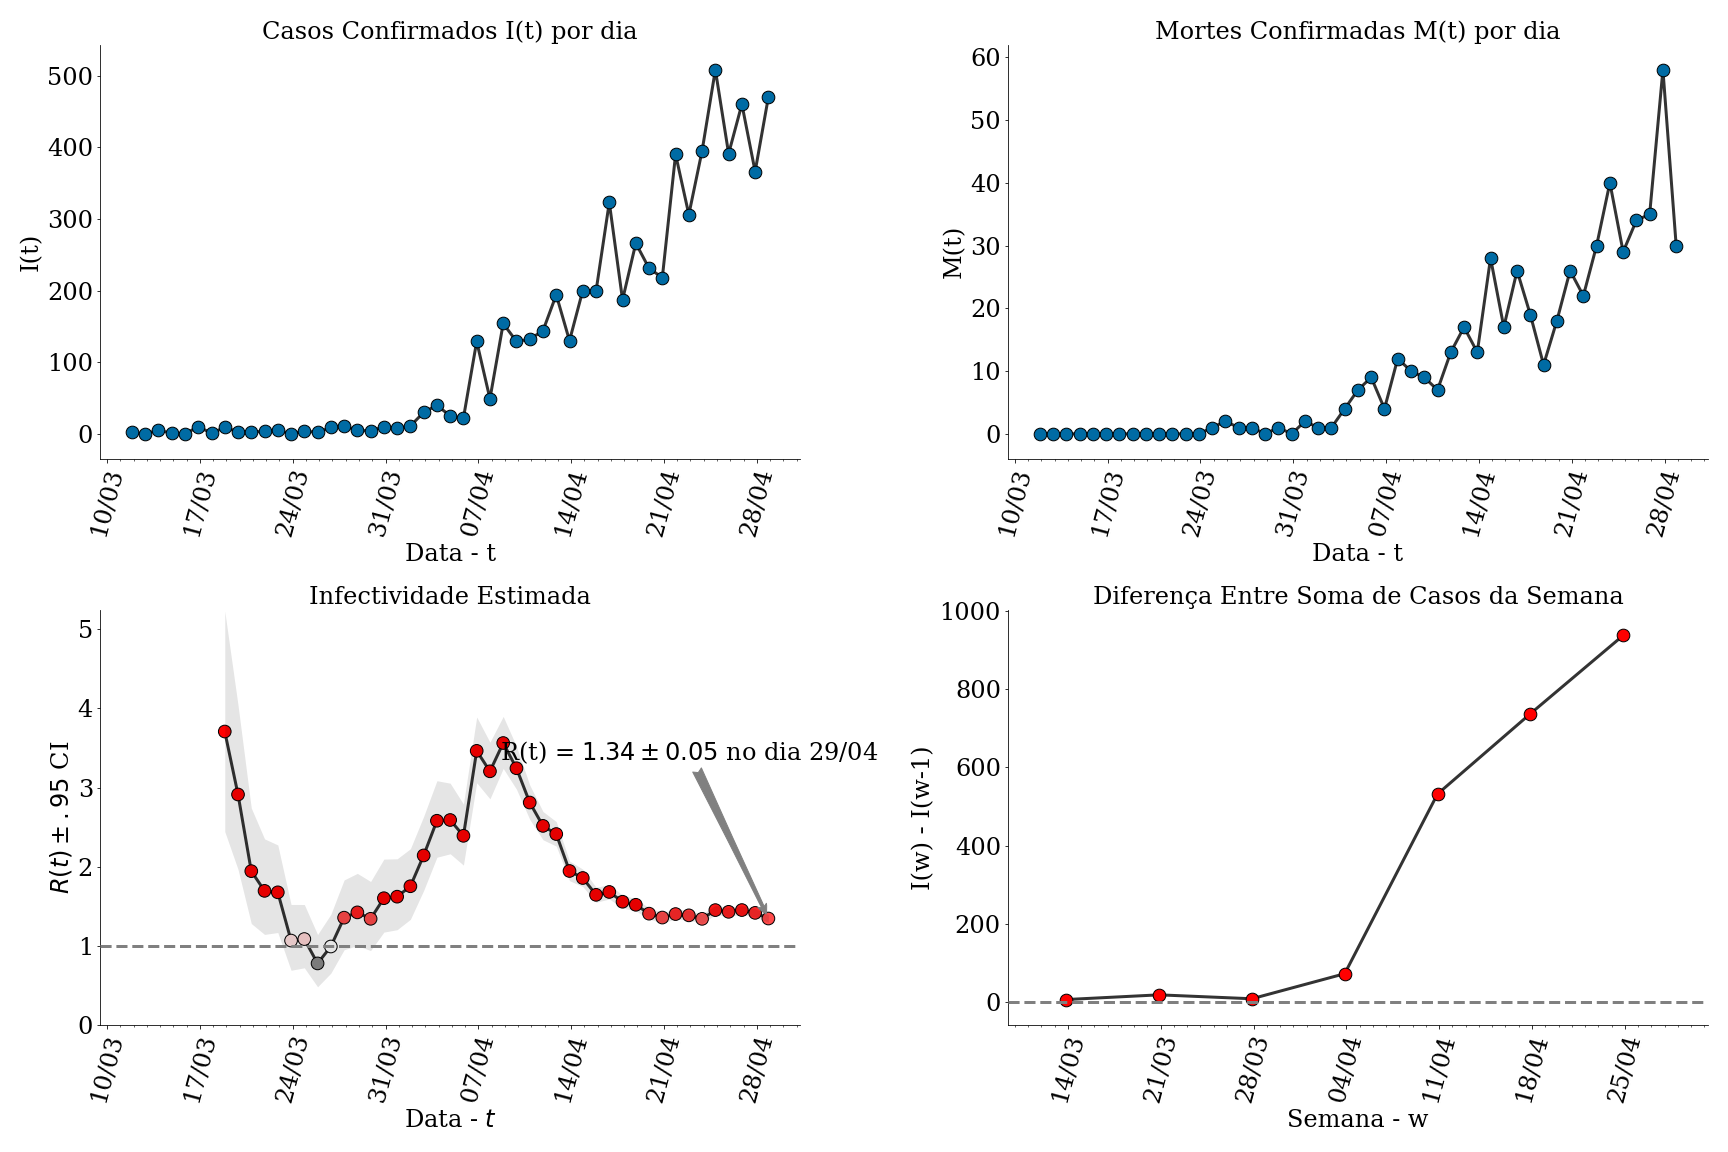 Casos Confirmados I(t) por dia
I(t)
500
400
300
200
100
0
10/03 17/03 24/03 31/03 07/04 14/04 21/04 28/04
Data - t
Mortes Confirmadas M(t) por dia
M(t)
60
50
40
30
20
10
0
10/03 17/03 24/03 31/03 07/04 14/04 21/04 28/04
Data - t
Infectividade Estimada
R(t) ± .95 CI
5
4
3
2
1
0
R(t) = 1.34 ± 0.05 no dia 29/04
10/03 17/03 24/03 31/03 07/04 14/04 21/04 28/04
Data - t
Diferença Entre Soma de Casos da Semana
I(w) - I(w-1)
1000
800
600
400
200
0
14/03 21/03 28/03 04/04 11/04 18/04 25/04
Semana - w